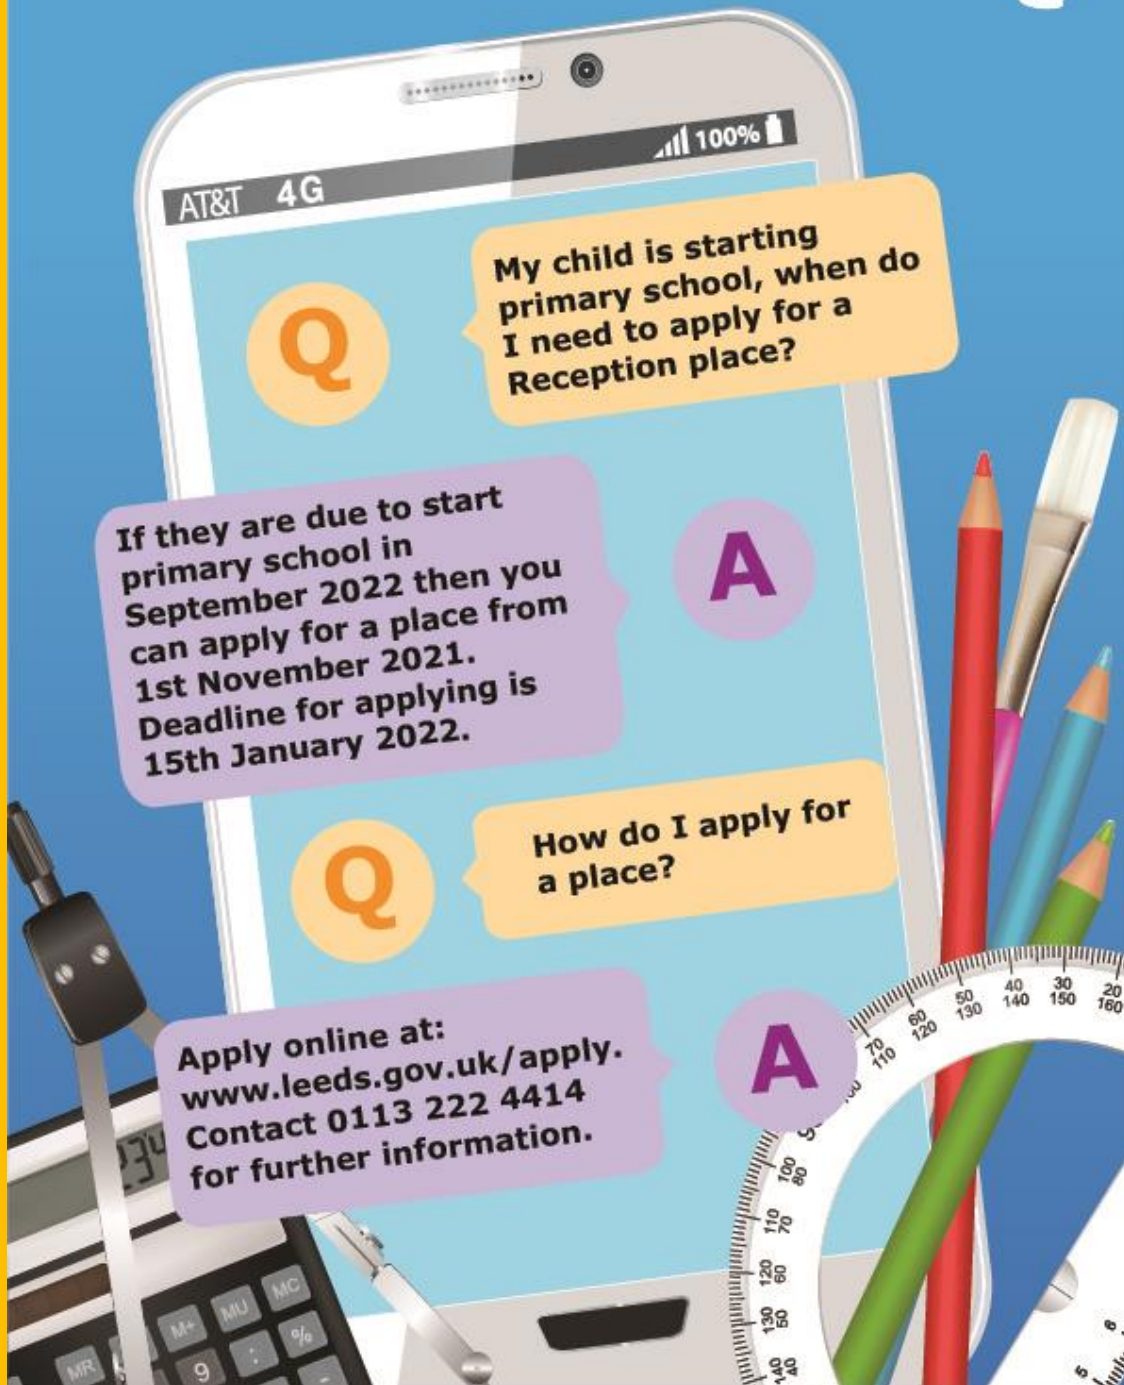 AT&T 4G 100%
Q
My child is starting
primary school, when do
I need to apply for a
Reception place?
If they are due to start
primary school in
September 2022 then you
can apply for a place from
1st November 2021.
Deadline for applying is
15th January 2022.
A
Q
How do I apply for
a place?
Apply online at:
www.leeds.gov.uk/apply.
Contact 0113 222 4414
for further information.
A
MR M+ MU MC
9 : %
-
20 160
30 150
40 140
50 130
60 120
70 110
100 80
110 70
120 60
130 50
140 40
6
5